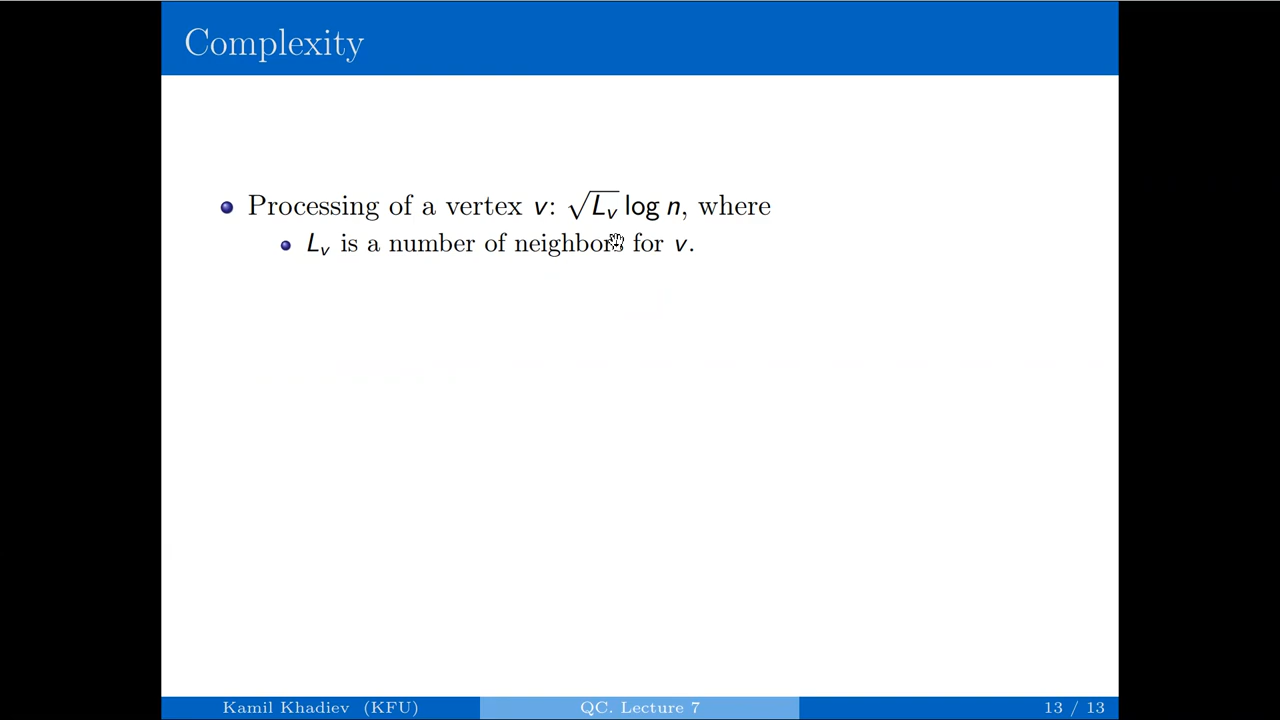 Complexity
Processing of a vertex v: √L_v log n, where
L_v is a number of neighbors for v.
Kamil Khadiev (KFU)
QC. Lecture 7
13 / 13